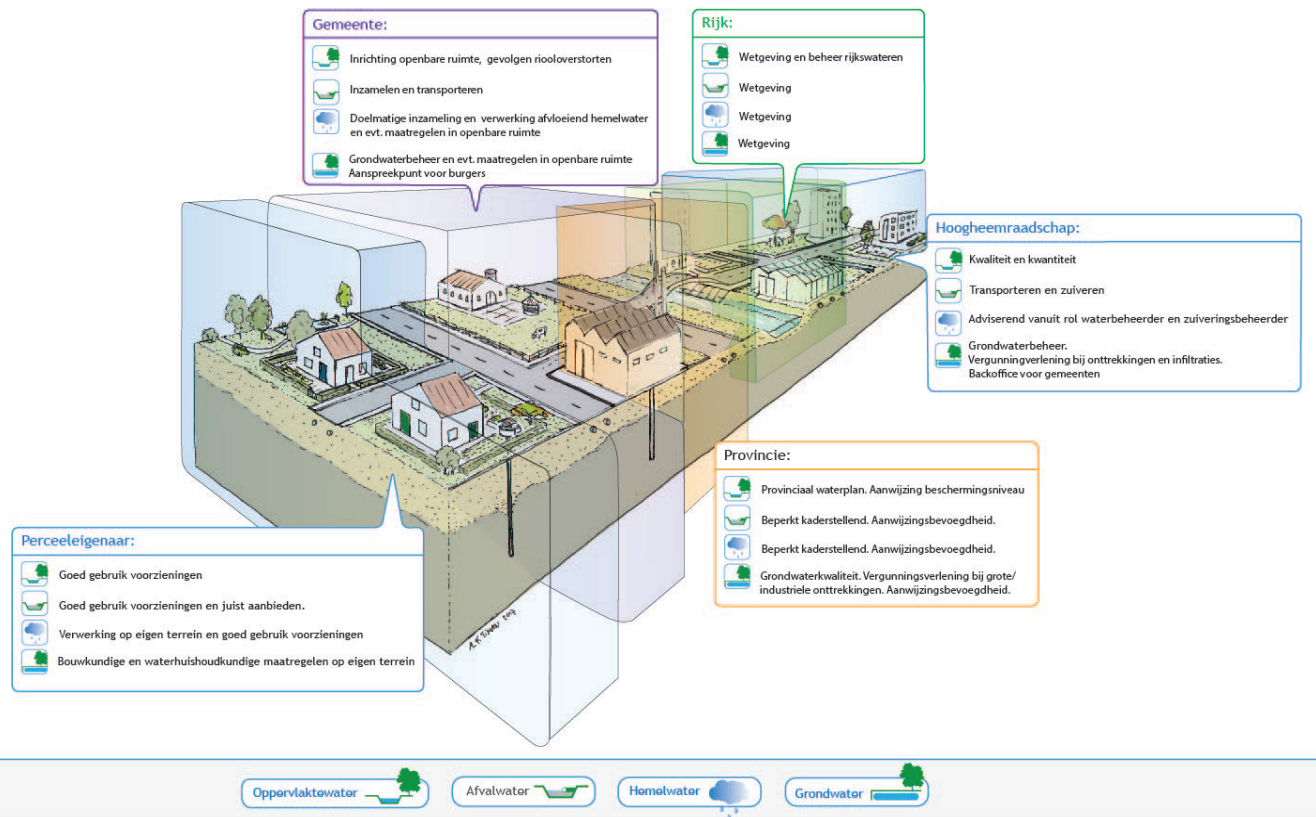 Gemeente:
Inrichting openbare ruimte, gevolgen riooloverstorten
Inzamelen en transporteren
Doelmatige inzameling en verwerking afvloeiend hemelwater
en evt. maatregelen in openbare ruimte
Grondwaterbeheer en evt. maatregelen in openbare ruimte
Aanspreekpunt voor burgers
Rijk:
Wetgeving en beheer rijkswateren
Wetgeving
Wetgeving
Wetgeving
Hoogheemraadschap:
Kwaliteit en kwantiteit
Transporteren en zuiveren
Adviserend vanuit rol waterbeheerder en zuiveringsbeheerder
Grondwaterbeheer.
Vergunningverlening bij onttrekkingen en infiltraties.
Backoffice voor gemeenten
Provincie:
Provinciaal waterplan. Aanwijzing beschermingsniveau
Beperkt kaderstellend. Aanwijzingsbevoegdheid.
Beperkt kaderstellend. Aanwijzingsbevoegdheid.
Grondwaterkwaliteit. Vergunningsverlening bij grote/
industriele onttrekkingen. Aanwijzingsbevoegdheid.
Perceeleigenaar:
Goed gebruik voorzieningen
Goed gebruik voorzieningen en juist aanbieden.
Verwerking op eigen terrein en goed gebruik voorzieningen
Bouwkundige en waterhuishoudkundige maatregelen op eigen terrein
Oppervlaktewater
Afvalwater
Hemelwater
Grondwater